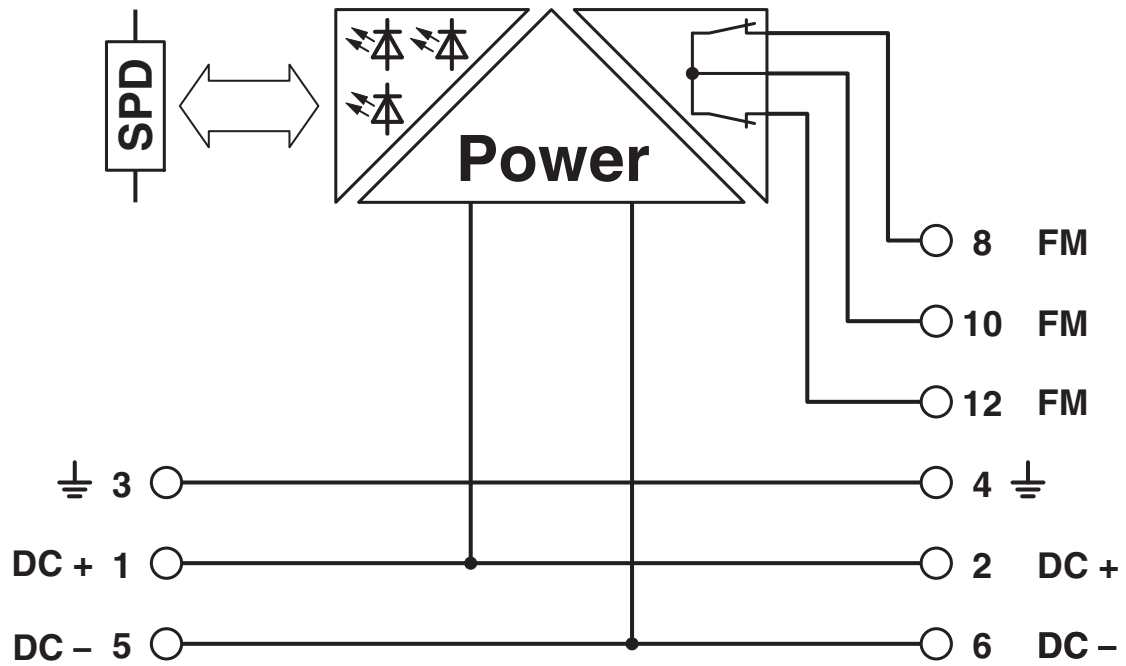 SPD
Power
8 FM
10 FM
12 FM
3 4
DC + 1 2 DC +
DC – 5 6 DC –